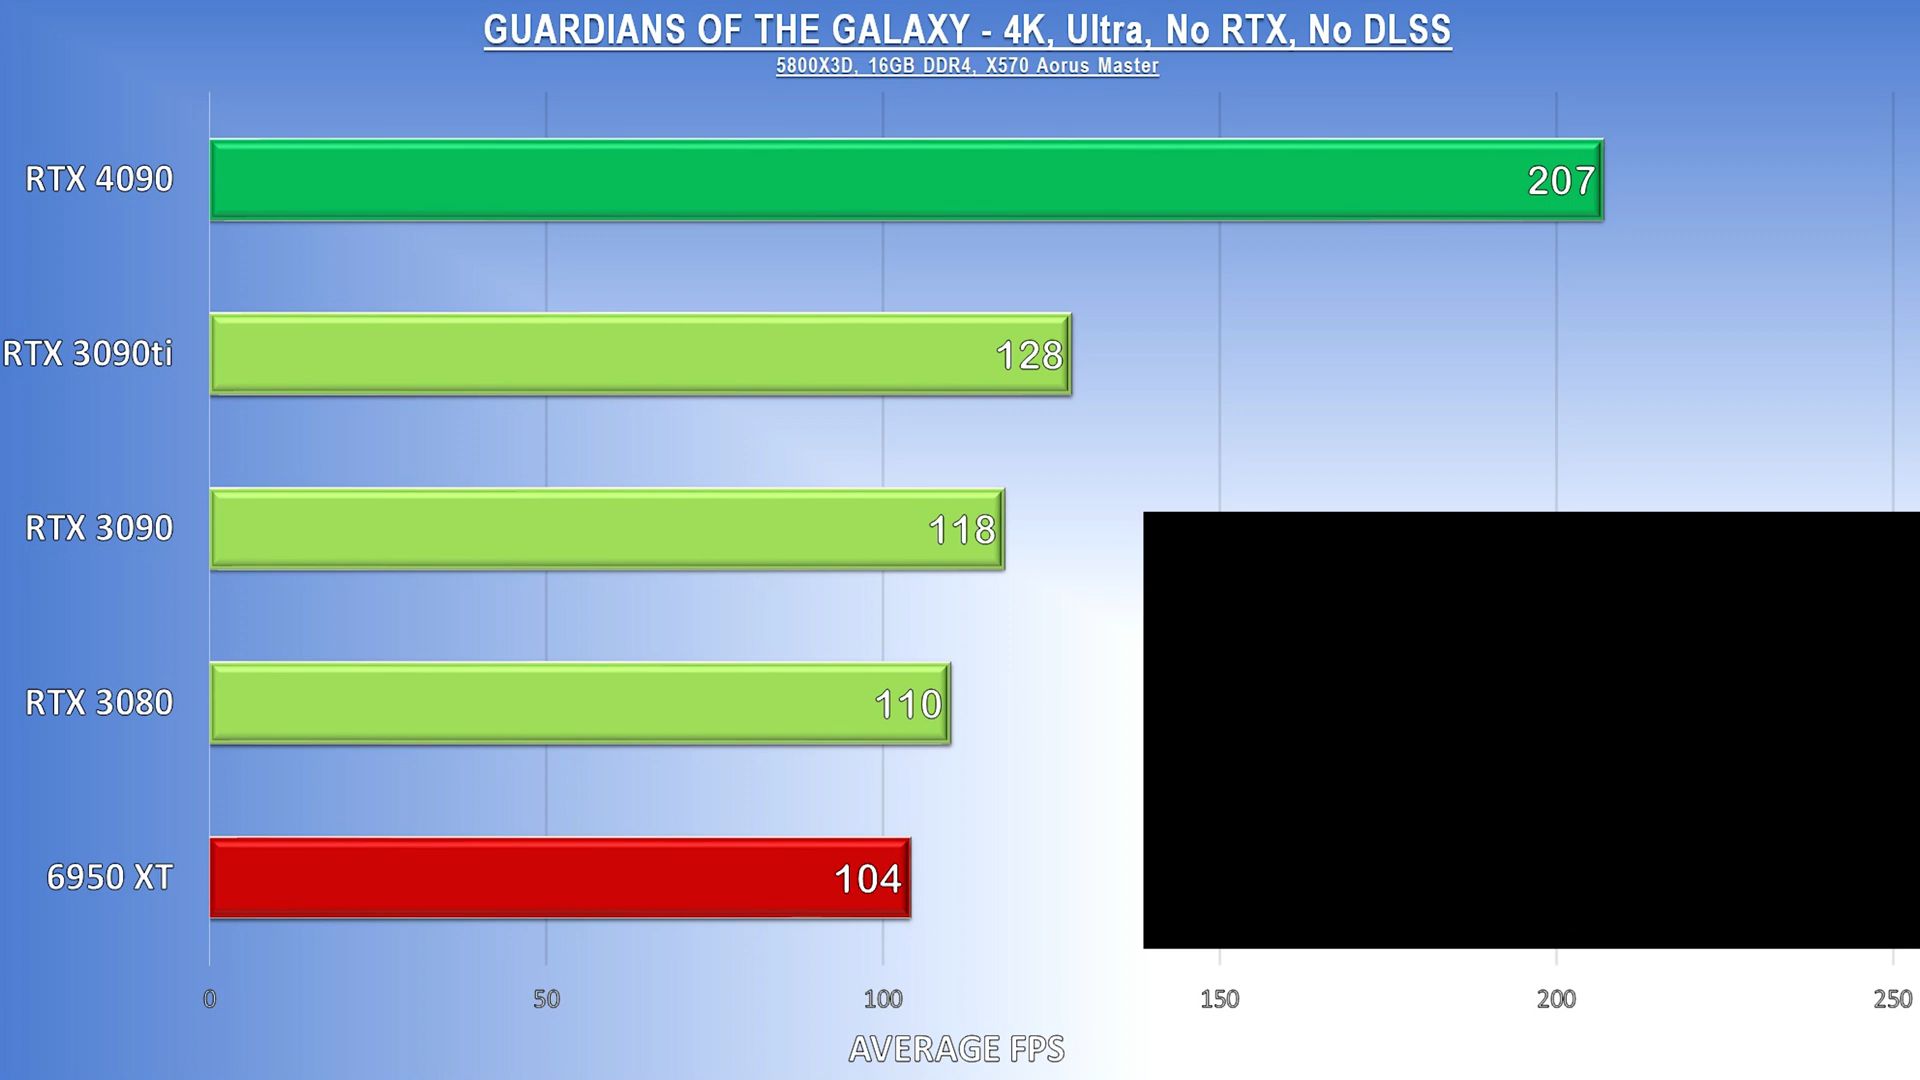 GUARDIANS OF THE GALAXY - 4K, Ultra, No RTX, No DLSS
5800X3D, 16GB DDR4, X570 Aorus Master
RTX 4090
207
RTX 3090ti
128
RTX 3090
118
RTX 3080
110
6950 XT
104
0 50 100 150 200 250
AVERAGE FPS